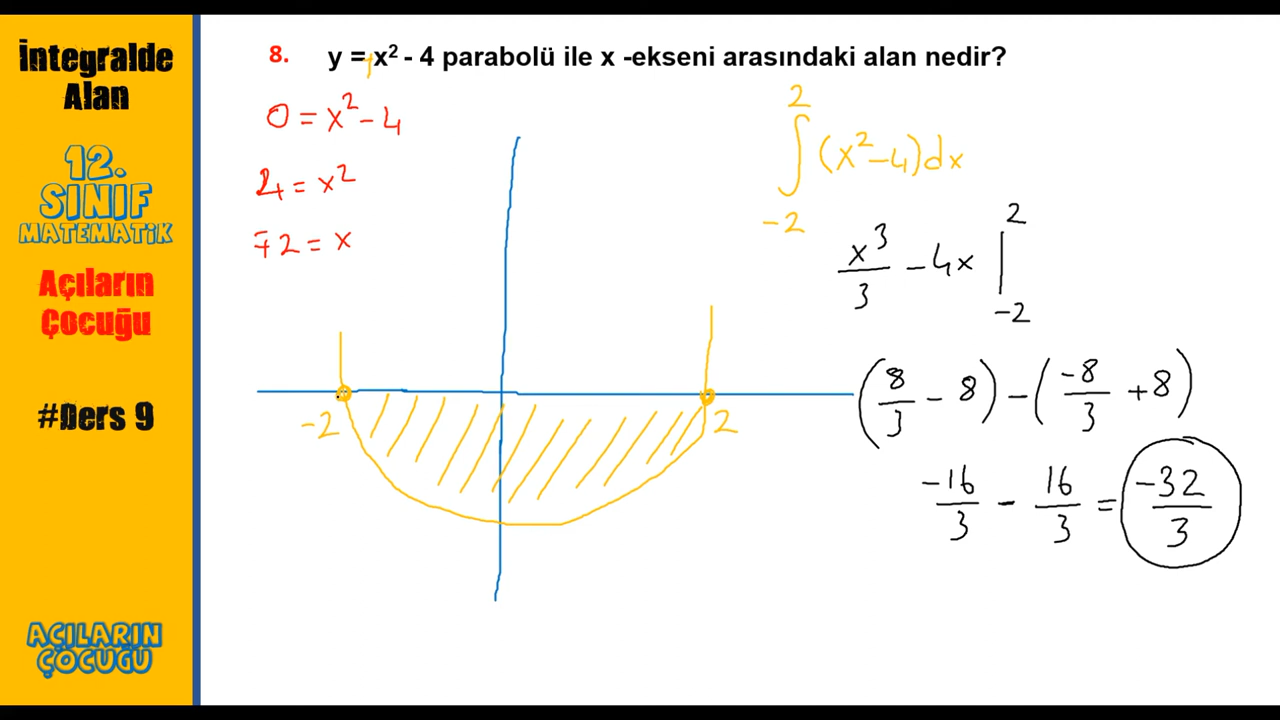 İntegralde
Alan
12.
SINIF
MATEMATİK
Açıların
Çocuğu
#Ders 9
AÇILARIN
ÇOCUĞU
8. y = x² - 4 parabolü ile x -ekseni arasındaki alan nedir?
0 = x² - 4
4 = x²
∓2 = x
-2
2
2
∫ (x² - 4) dx
-2
x³/3 - 4x |
2
-2
(8/3 - 8) - (-8/3 + 8)
-16/3 - 16/3 = -32/3